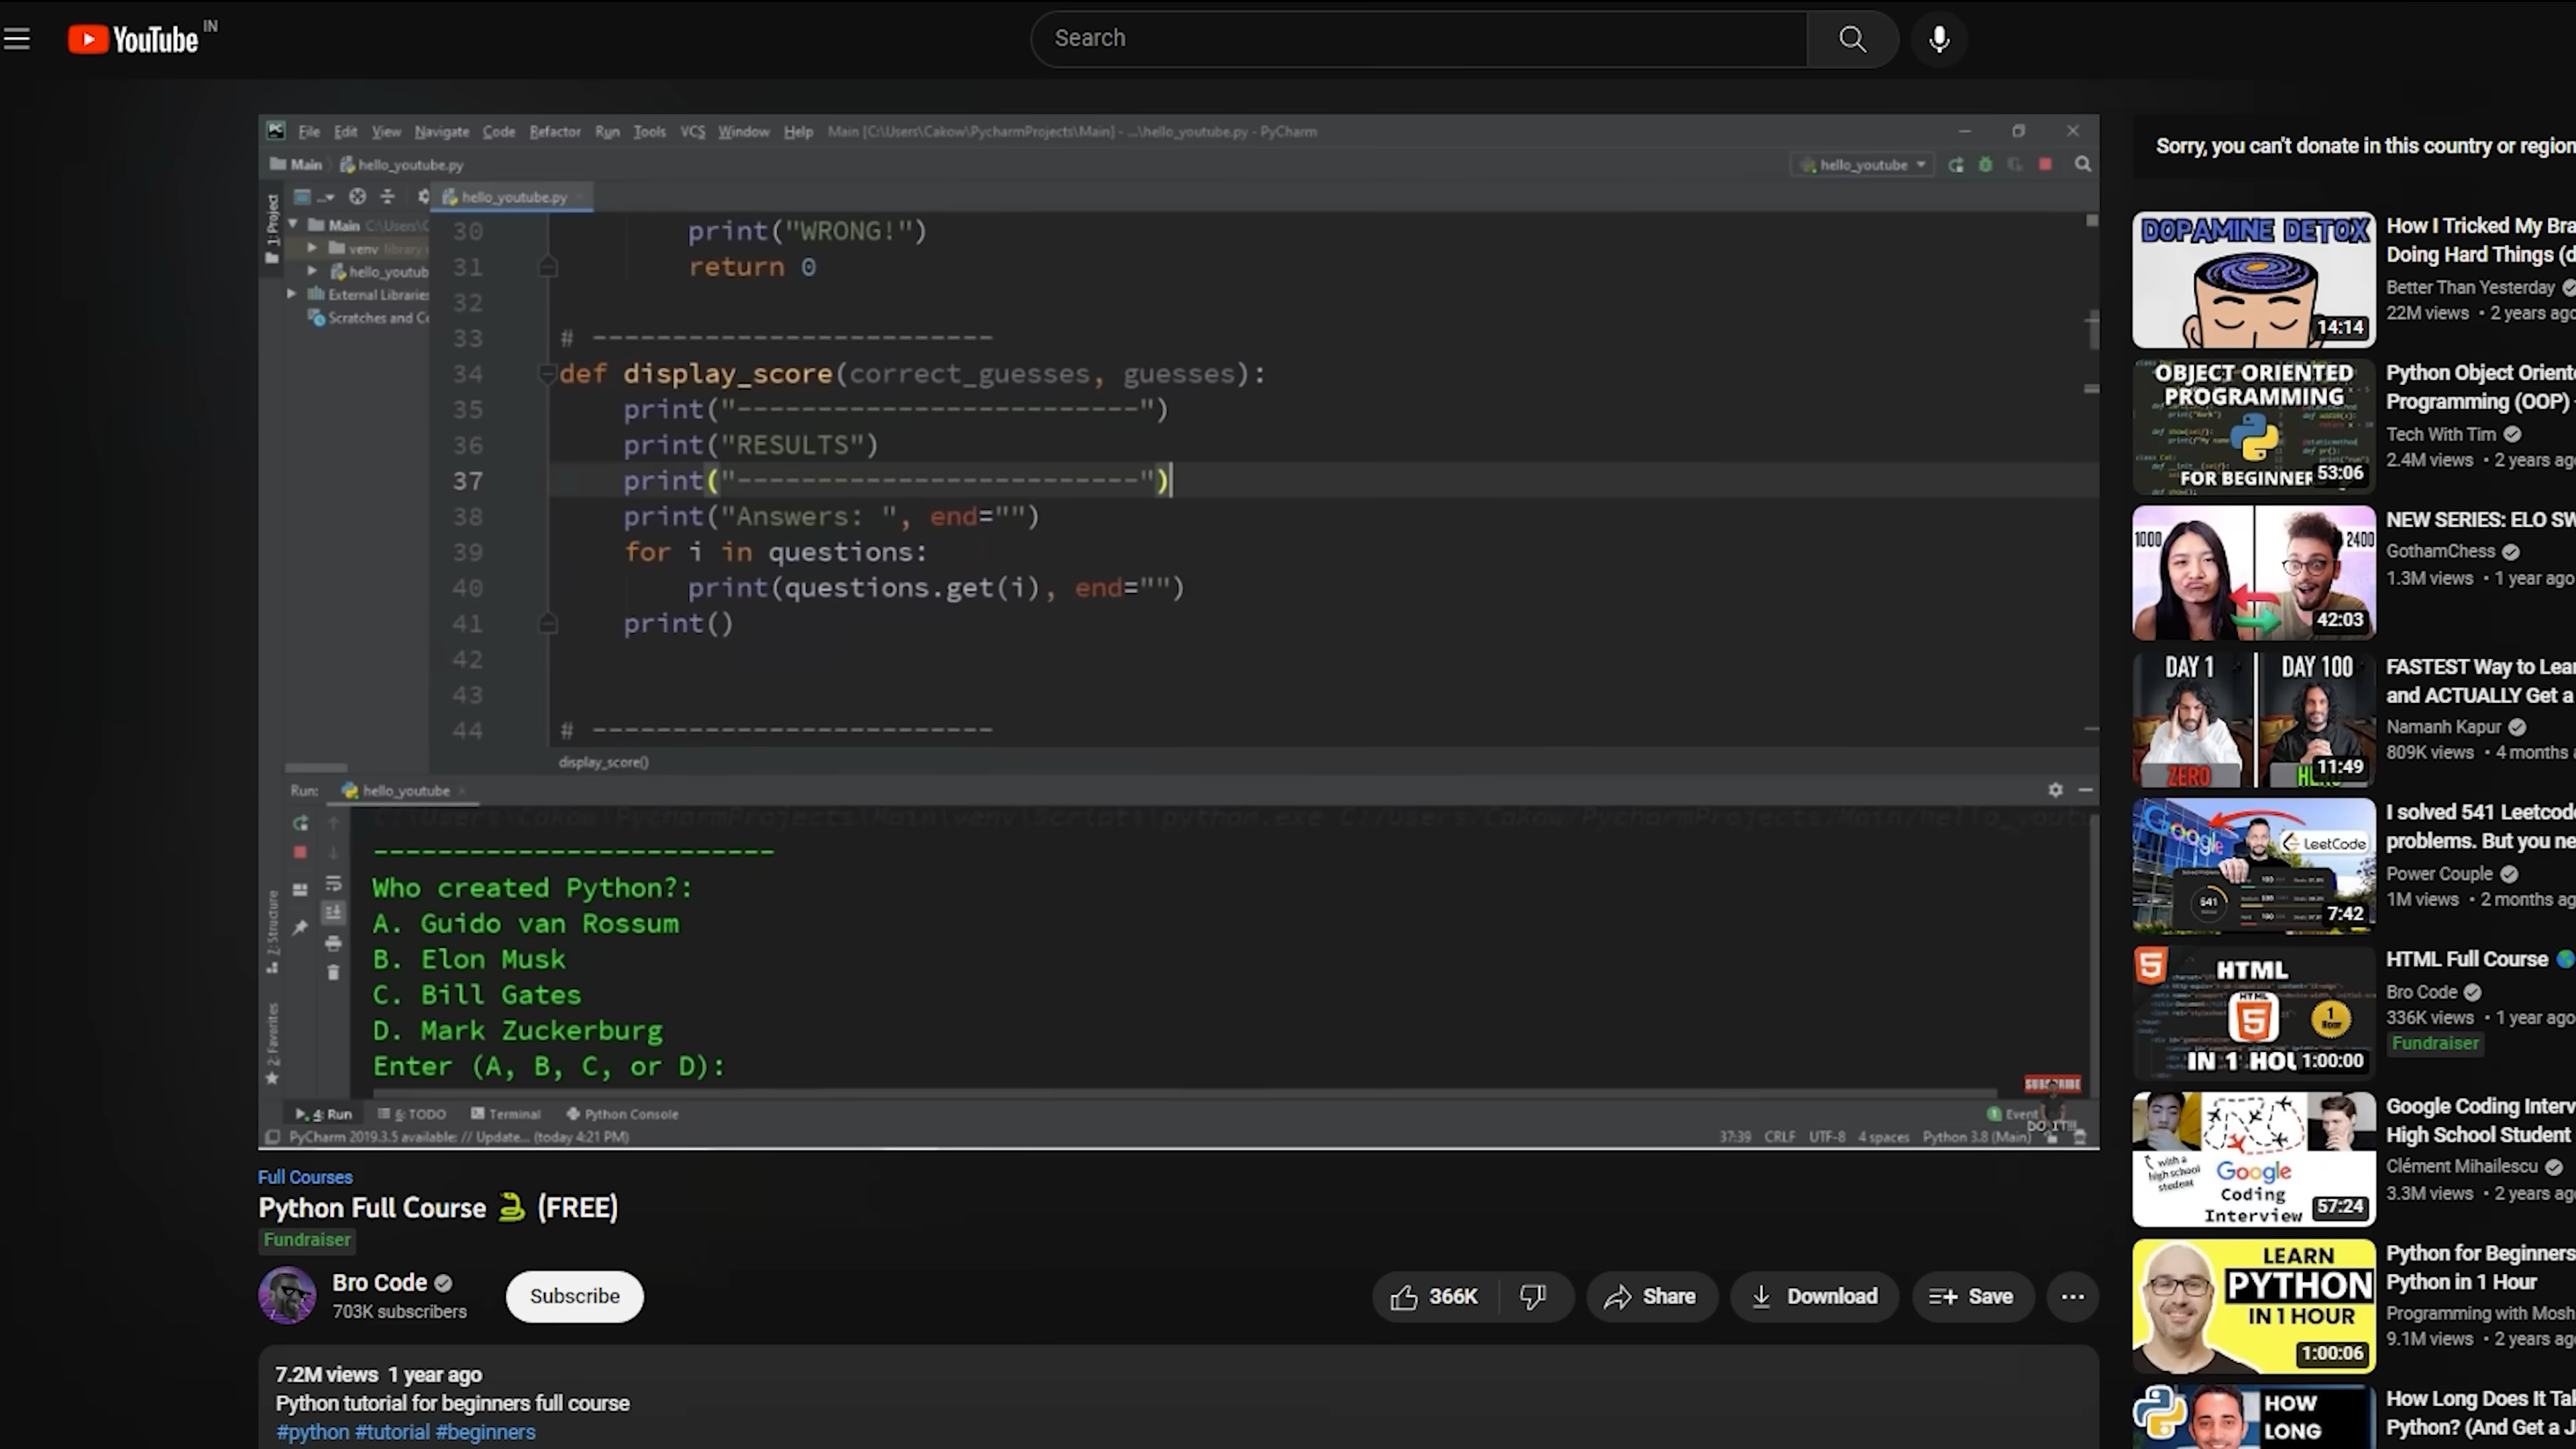 YouTube IN
Search
File Edit View Navigate Code Refactor Run Tools VCS Window Help Main [C:\Users\Cakow\PycharmProjects\Main] - ...\hello_youtube.py - PyCharm
Main hello_youtube.py
hello_youtube
hello_youtube.py
1: Project
Main C:\Users\C
venv library
hello_youtub
External Libraries
Scratches and Co
30 print("WRONG!")
31 return 0
32
33 # -------------------------
34 def display_score(correct_guesses, guesses):
35 print("-------------------------")
36 print("RESULTS")
37 print("-------------------------")
38 print("Answers: ", end="")
39 for i in questions:
40 print(questions.get(i), end="")
41 print()
42
43
44 # -------------------------
display_score()
Run: hello_youtube
C:\Users\Cakow\PycharmProjects\Main\venv\Scripts\python.exe C:/Users/Cakow/PycharmProjects/Main/hello_youtu
-------------------------
Who created Python?:
A. Guido van Rossum
B. Elon Musk
C. Bill Gates
D. Mark Zuckerburg
Enter (A, B, C, or D):
Z: Structure
2: Favorites
SUBSCRIBE
DO IT!!!
4: Run 6: TODO Terminal Python Console
1 Event
PyCharm 2019.3.5 available: // Update... (today 4:21 PM)
37:39 CRLF UTF-8 4 spaces Python 3.8 (Main)
Full Courses
Python Full Course 🐍 (FREE)
Fundraiser
Bro Code
703K subscribers
Subscribe
366K
Share
Download
Save
7.2M views 1 year ago
Python tutorial for beginners full course
#python #tutorial #beginners
Sorry, you can't donate in this country or region
DOPAMINE DETOX
14:14
How I Tricked My Bra
Doing Hard Things (d
Better Than Yesterday
22M views • 2 years ago
OBJECT ORIENTED
PROGRAMMING
FOR BEGINNER
53:06
Python Object Oriente
Programming (OOP) -
Tech With Tim
2.4M views • 2 years ago
1000
2400
42:03
NEW SERIES: ELO SW
GothamChess
1.3M views • 1 year ago
DAY 1
DAY 100
ZERO
HE
11:49
FASTEST Way to Lear
and ACTUALLY Get a
Namanh Kapur
809K views • 4 months a
Google
LeetCode
541
7:42
I solved 541 Leetcode
problems. But you ne
Power Couple
1M views • 2 months ag
HTML
HTML
5
1 Hour
IN 1 HOU
1:00:00
HTML Full Course 🌎
Bro Code
336K views • 1 year ago
Fundraiser
with a
high school
student
Google
Coding
Interview
57:24
Google Coding Interv
High School Student
Clément Mihailescu
3.3M views • 2 years ago
LEARN
PYTHON
IN 1 HOUR
1:00:06
Python for Beginners
Python in 1 Hour
Programming with Mosh
9.1M views • 2 years ago
HOW
LONG
How Long Does It Tak
Python? (And Get a J